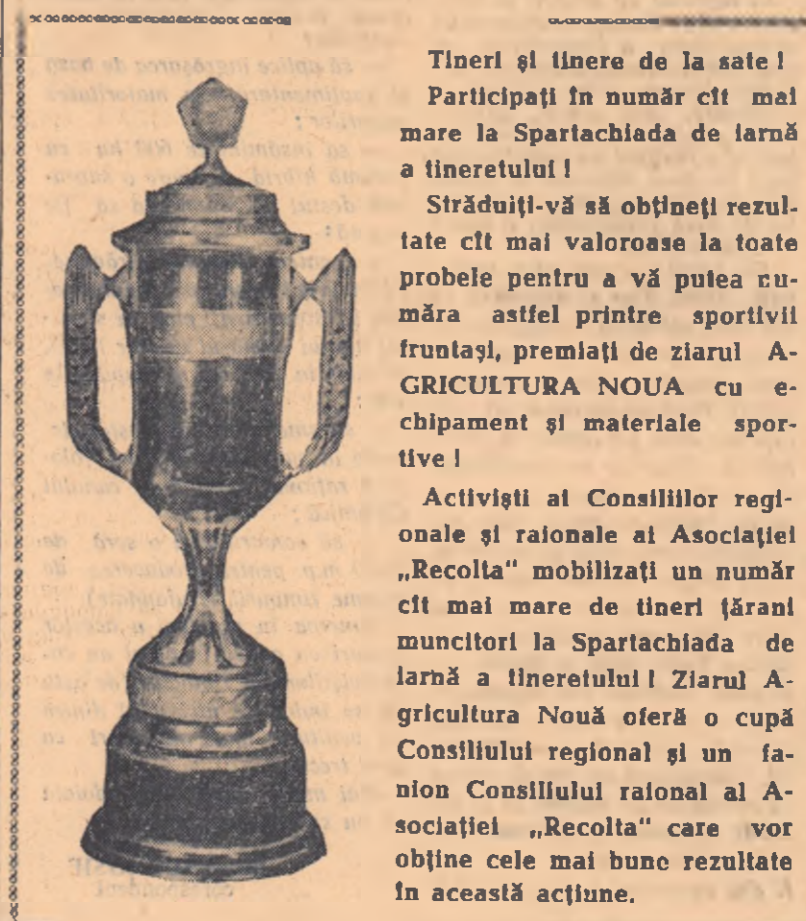 Tineri şi tinere de la sate !
Participaţi în număr cît mai
mare la Spartachiada de iarnă
a tineretului !
Străduiţi-vă să obţineţi rezul-
tate cît mai valoroase la toate
probele pentru a vă putea nu-
măra astfel printre sportivii
fruntaşi, premiaţi de ziarul A-
GRICULTURA NOUA cu e-
chipament şi materiale spor-
tive !
Activişti ai Consiliilor regi-
onale şi raionale ai Asociaţiei
„Recolta“ mobilizaţi un număr
cît mai mare de tineri ţărani
muncitori la Spartachiada de
iarnă a tineretului ! Ziarul A-
gricultura Nouă oferă o cupă
Consiliului regional şi un fa-
nion Consiliului raional al A-
sociaţiei „Recolta“ care vor
obţine cele mai bune rezultate
în această acţiune.